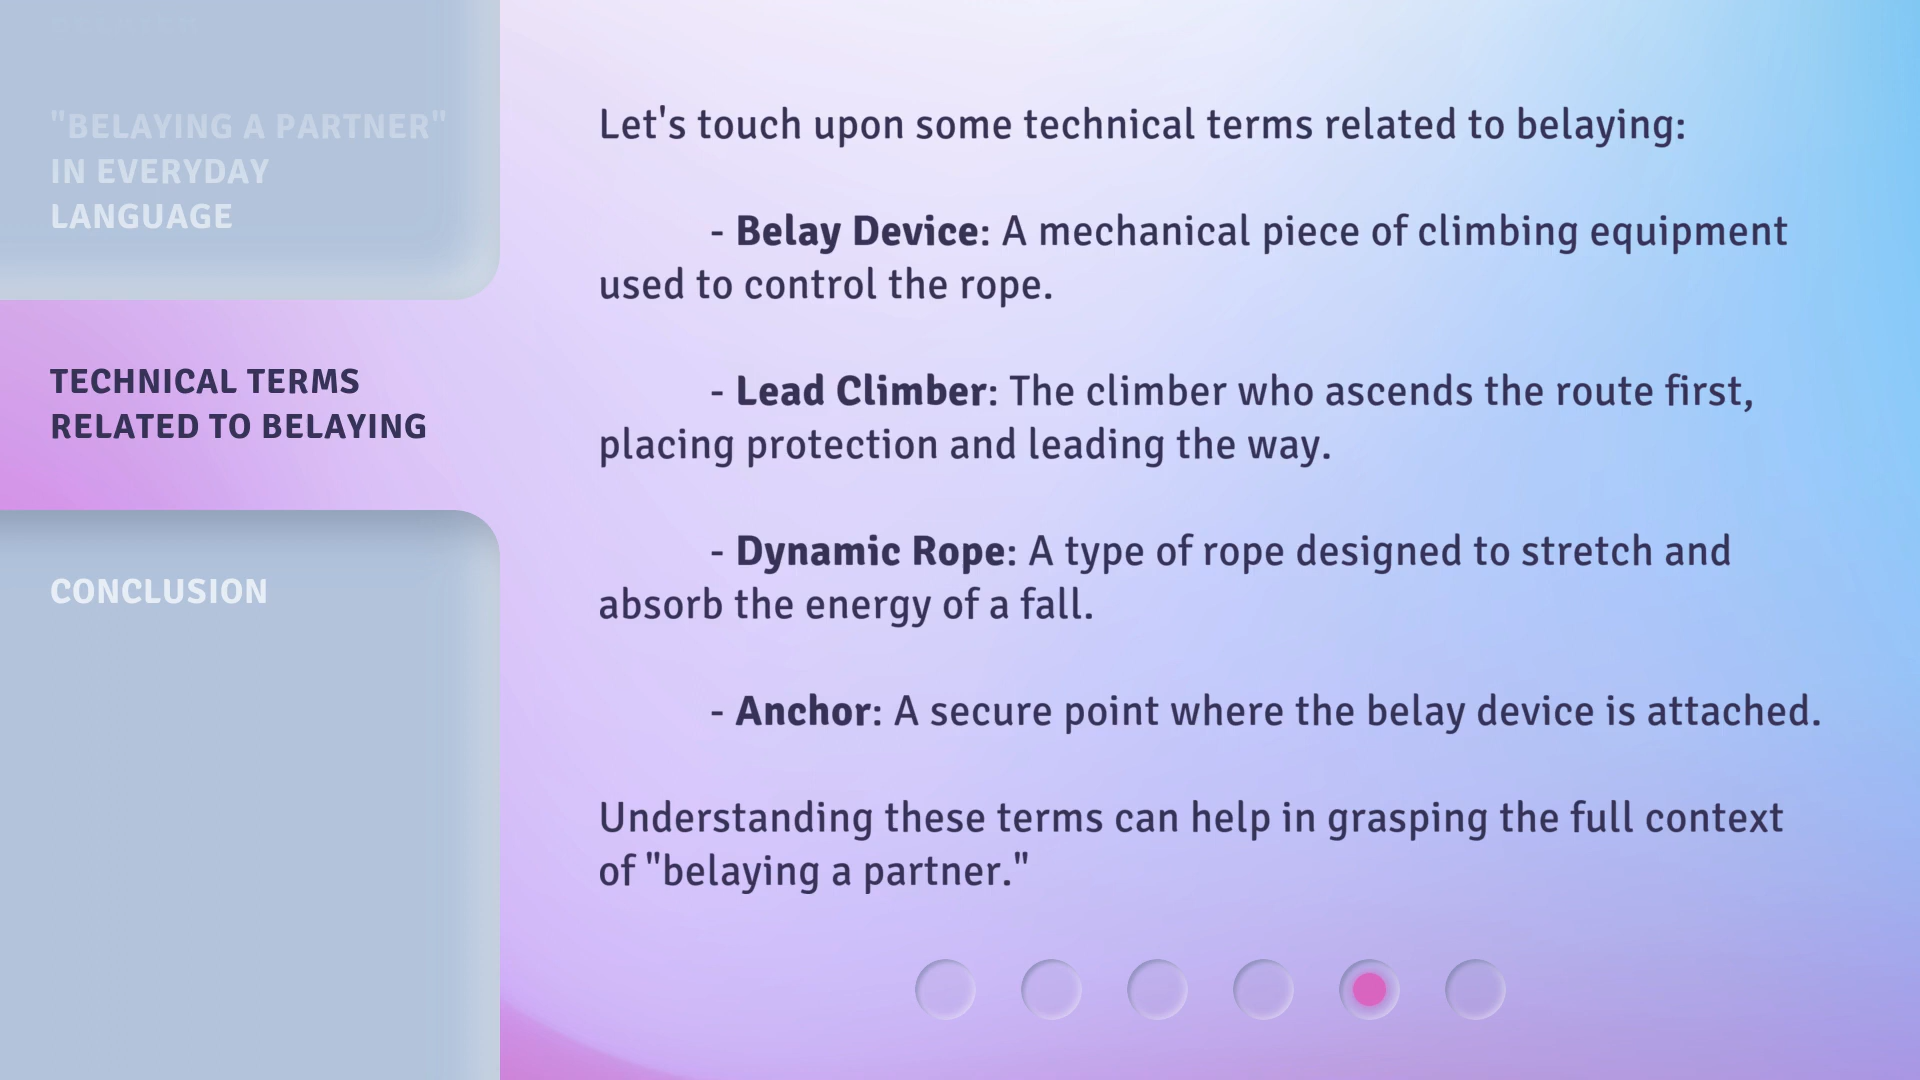 "BELAYING A PARTNER"
IN EVERYDAY
LANGUAGE
TECHNICAL TERMS
RELATED TO BELAYING
CONCLUSION
Let's touch upon some technical terms related to belaying:
- Belay Device: A mechanical piece of climbing equipment
used to control the rope.
- Lead Climber: The climber who ascends the route first,
placing protection and leading the way.
- Dynamic Rope: A type of rope designed to stretch and
absorb the energy of a fall.
- Anchor: A secure point where the belay device is attached.
Understanding these terms can help in grasping the full context
of "belaying a partner."